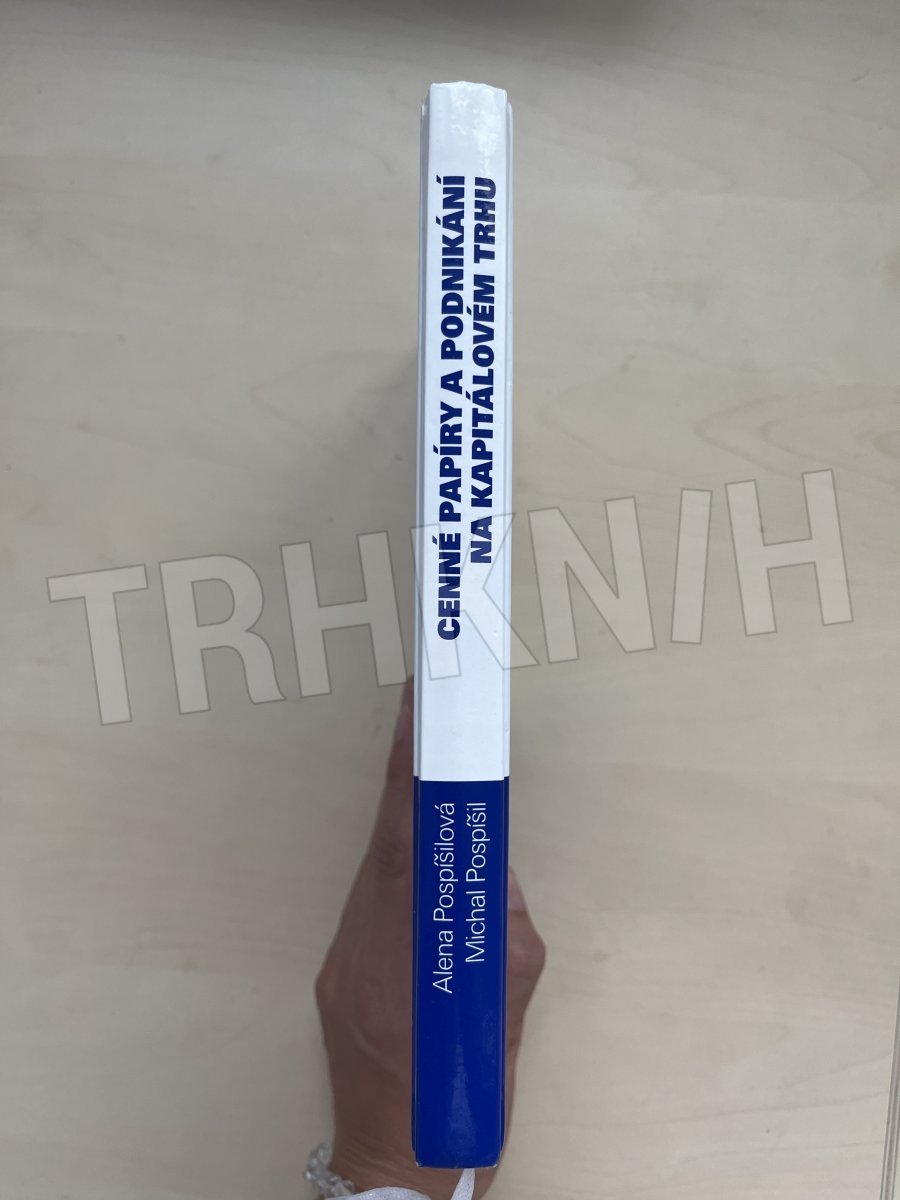 CENNÉ PAPÍRY A PODNIKÁNÍ
NA KAPITÁLOVÉM TRHU
Alena Pospíšilová
Michal Pospíšil
TRHKNIH